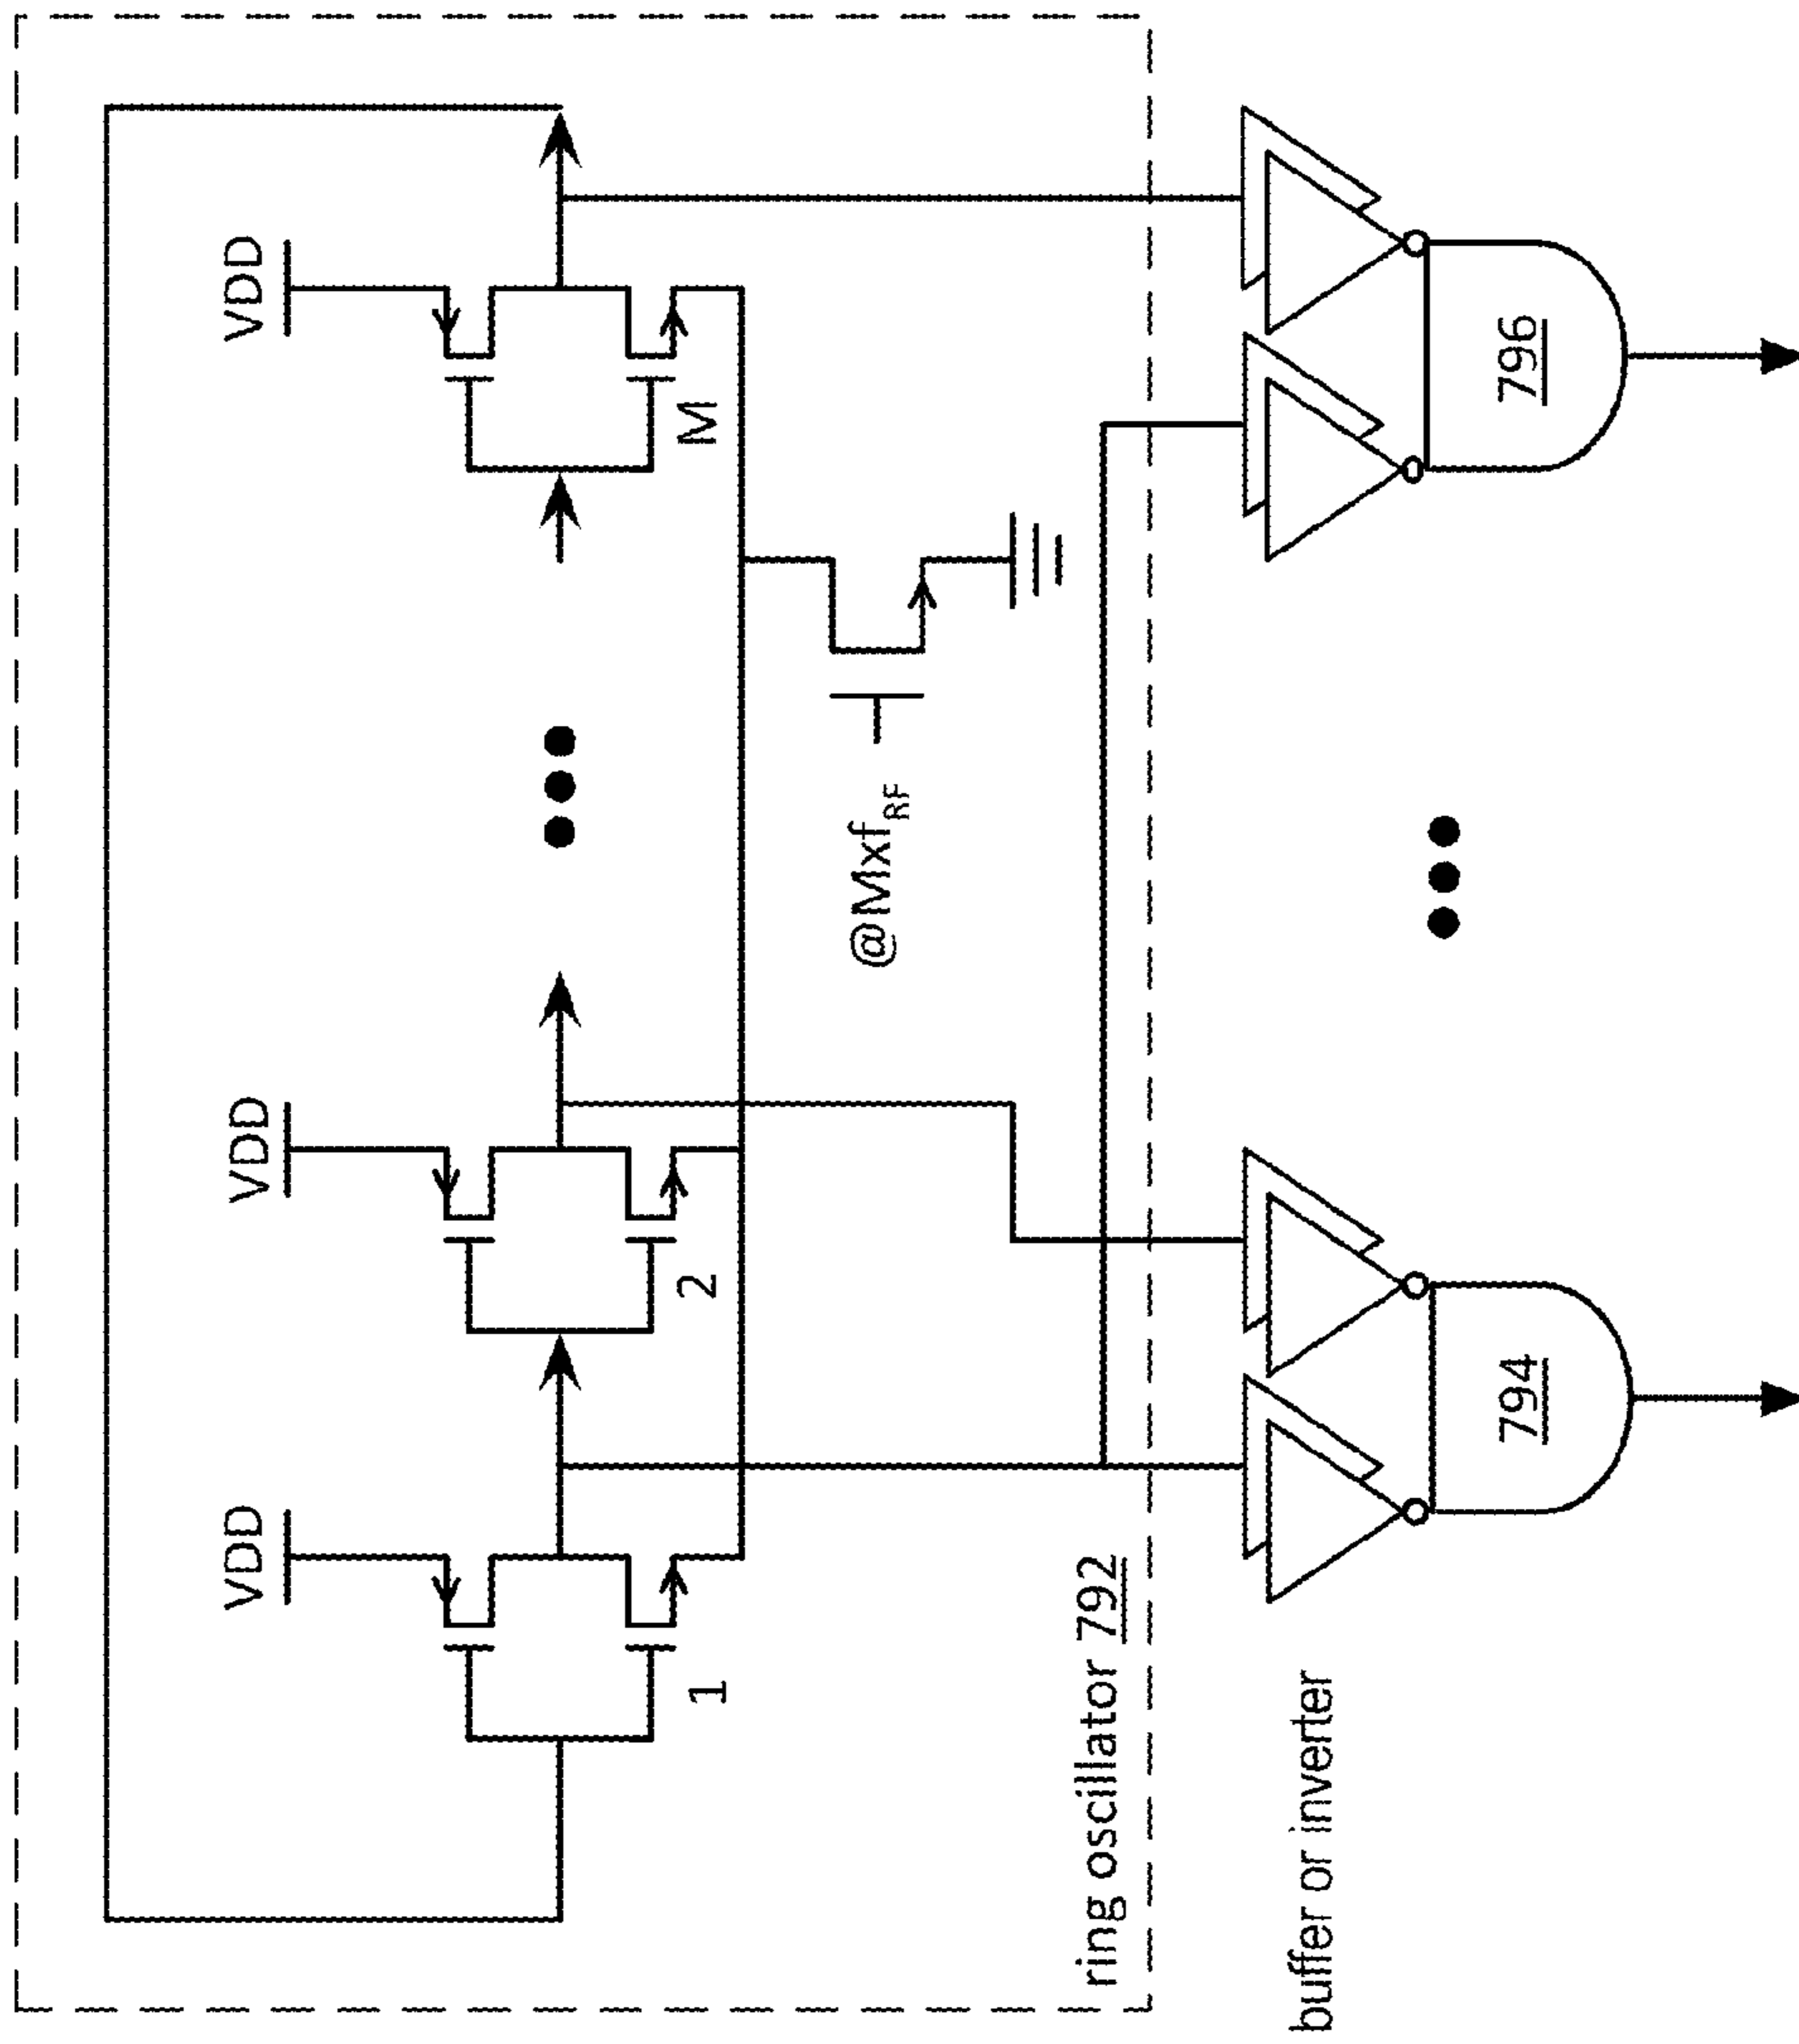 VDD
VDD
VDD
1
2
M
@Mxf_RF
ring oscillator 792
buffer or inverter
794
796